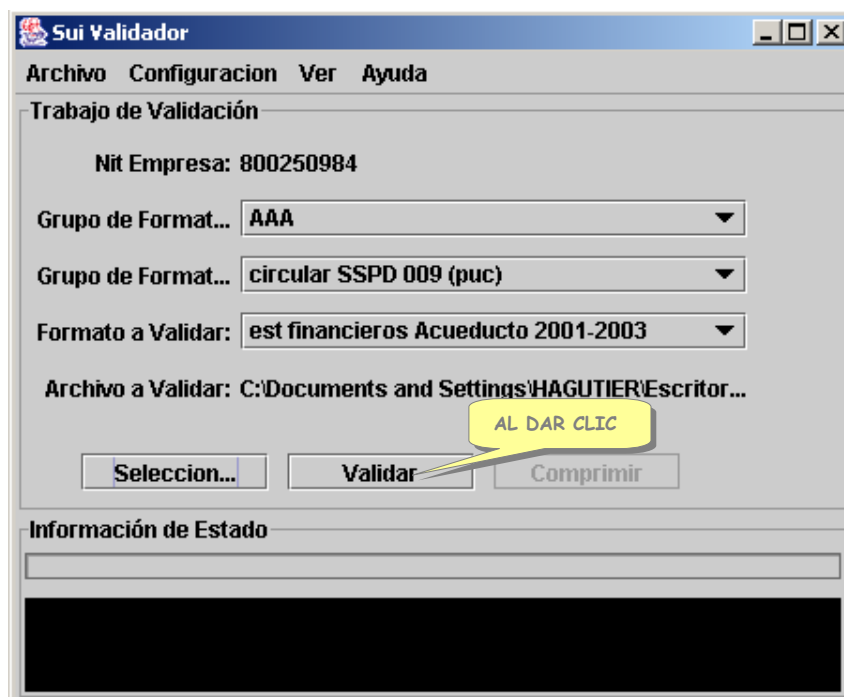 Sui Validador
Archivo Configuracion Ver Ayuda
Trabajo de Validación
Nit Empresa: 800250984
Grupo de Format... AAA
Grupo de Format... circular SSPD 009 (puc)
Formato a Validar: est financieros Acueducto 2001-2003
Archivo a Validar: C:\Documents and Settings\HAGUTIER\Escritor...
AL DAR CLIC
Seleccion... Validar Comprimir
Información de Estado